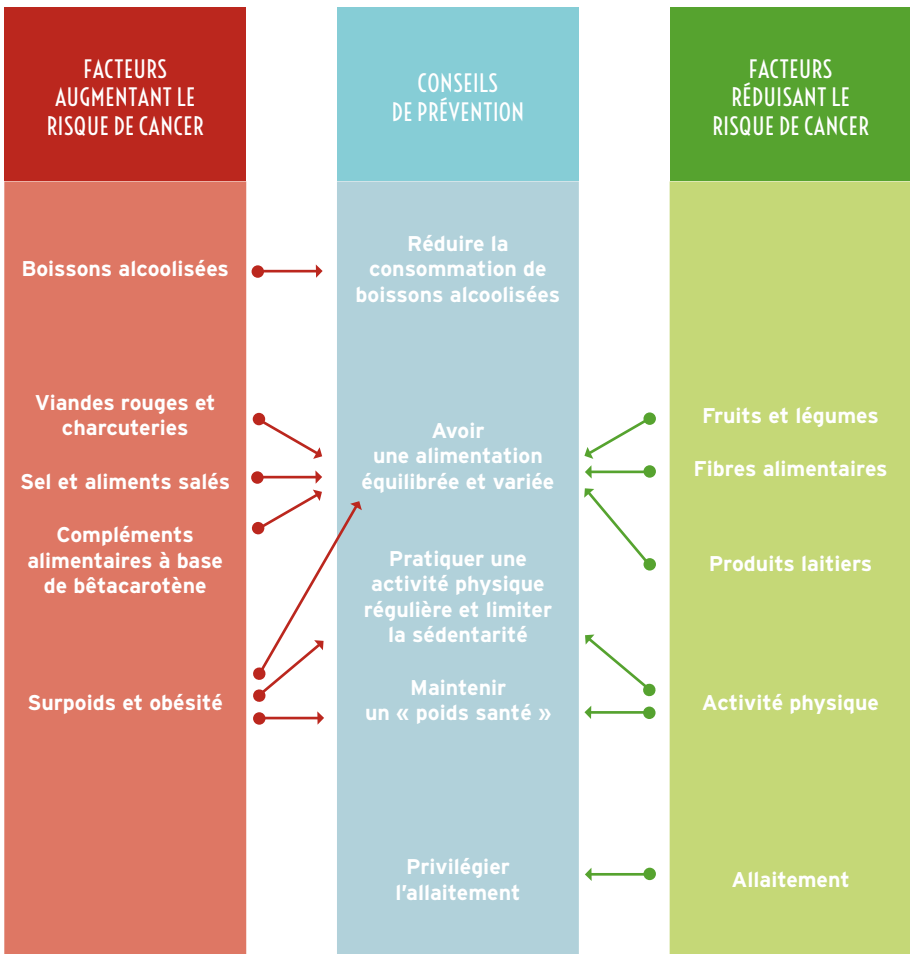 FACTEURS
AUGMENTANT LE
RISQUE DE CANCER
Boissons alcoolisées
Viandes rouges et
charcuteries
Sel et aliments salés
Compléments
alimentaires à base
de bêtacarotène
Surpoids et obésité
CONSEILS
DE PRÉVENTION
Réduire la
consommation de
boissons alcoolisées
Avoir
une alimentation
équilibrée et variée
Pratiquer une
activité physique
régulière et limiter
la sédentarité
Maintenir
un « poids santé »
Privilégier
l’allaitement
FACTEURS
RÉDUISANT LE
RISQUE DE CANCER
Fruits et légumes
Fibres alimentaires
Produits laitiers
Activité physique
Allaitement